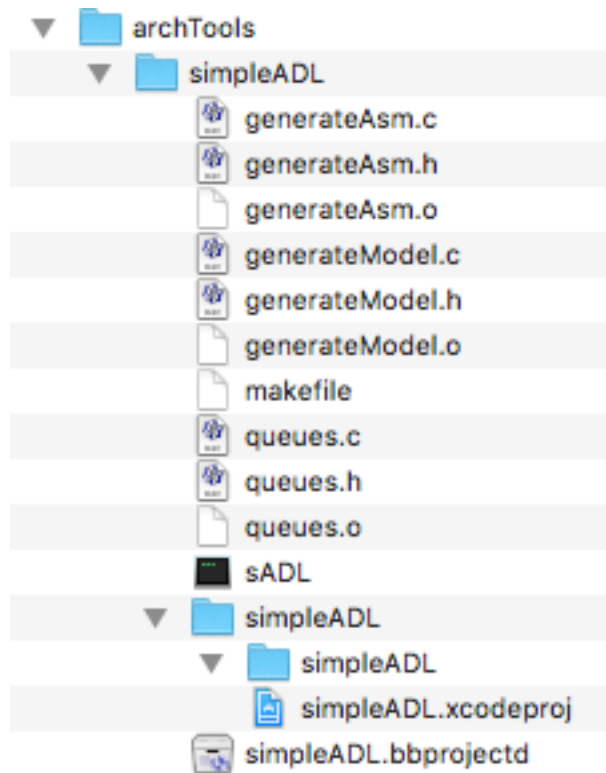 archTools
simpleADL
generateAsm.c
generateAsm.h
generateAsm.o
generateModel.c
generateModel.h
generateModel.o
makefile
queues.c
queues.h
queues.o
sADL
simpleADL
simpleADL
simpleADL.xcodeproj
simpleADL.bbprojectd